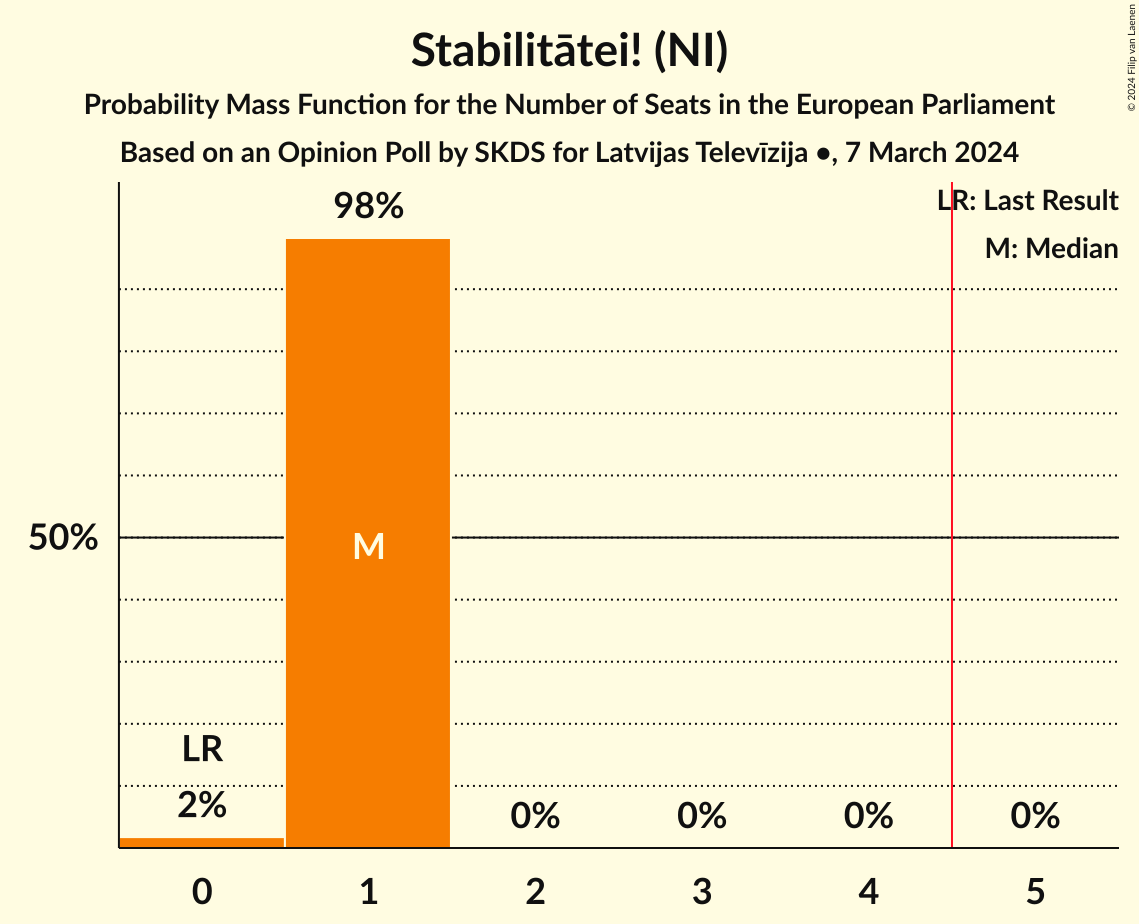 Stabilitātei! (NI)
Probability Mass Function for the Number of Seats in the European Parliament
Based on an Opinion Poll by SKDS for Latvijas Televīzija •, 7 March 2024
© 2024 Filip van Laenen
LR: Last Result
M: Median
98%
50%
M
LR
2%
0%
0%
0%
0%
0 1 2 3 4 5